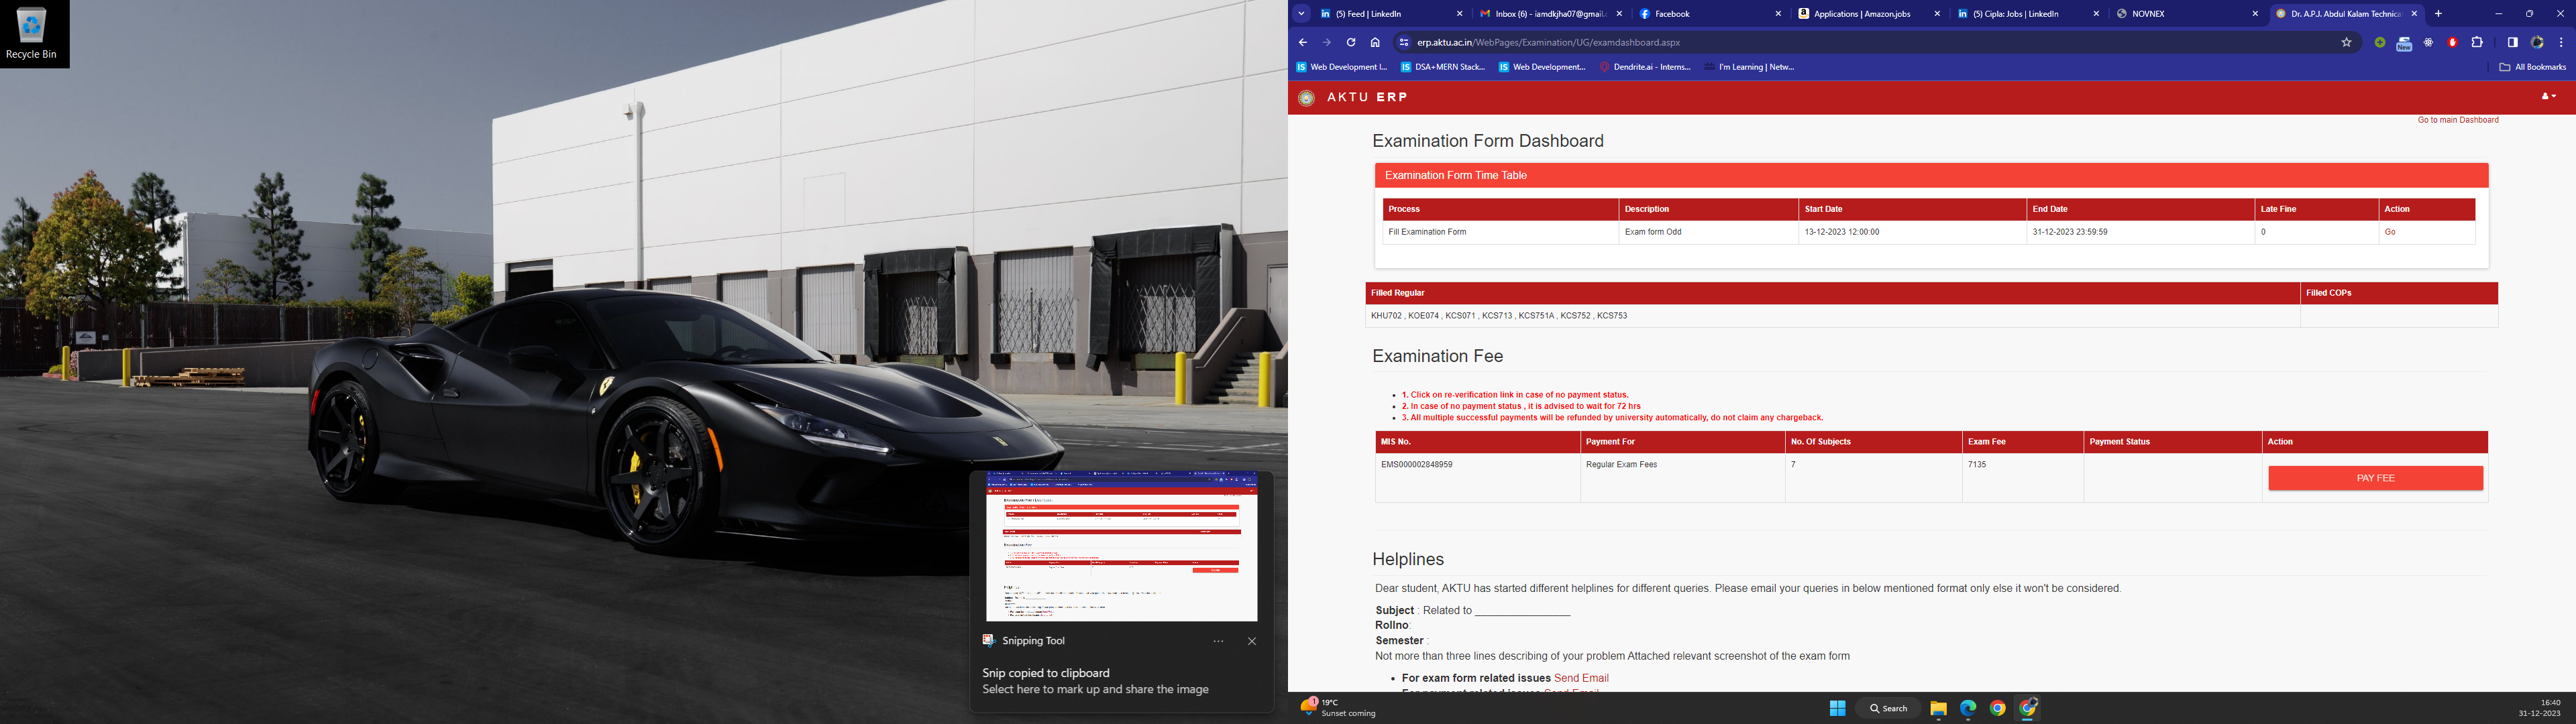 Recycle Bin
Snipping Tool
Snip copied to clipboard
Select here to mark up and share the image
(5) Feed | LinkedIn
Inbox (6) - iamdkjha07@gmail.c
Facebook
Applications | Amazon.jobs
(5) Cipla: Jobs | LinkedIn
NOVNEX
Dr. A.P.J. Abdul Kalam Technica
erp.aktu.ac.in/WebPages/Examination/UG/examdashboard.aspx
New
Web Development I...
DSA+MERN Stack...
Web Development...
Dendrite.ai - Interns...
I'm Learning | Netw...
All Bookmarks
AKTU ERP
Go to main Dashboard
Examination Form Dashboard
Examination Form Time Table
Process Description Start Date End Date Late Fine Action
Fill Examination Form Exam form Odd 13-12-2023 12:00:00 31-12-2023 23:59:59 0 Go
Filled Regular Filled COPs
KHU702 , KOE074 , KCS071 , KCS713 , KCS751A , KCS752 , KCS753
Examination Fee
1. Click on re-verification link in case of no payment status.
2. In case of no payment status , it is advised to wait for 72 hrs
3. All multiple successful payments will be refunded by university automatically, do not claim any chargeback.
MIS No. Payment For No. Of Subjects Exam Fee Payment Status Action
EMS000002848959 Regular Exam Fees 7 7135 PAY FEE
Helplines
Dear student, AKTU has started different helplines for different queries. Please email your queries in below mentioned format only else it won't be considered.
Subject : Related to ________________
Rollno:
Semester :
Not more than three lines describing of your problem Attached relevant screenshot of the exam form
For exam form related issues Send Email
For payment related issues Send Email
1
19°C
Sunset coming
Search
16:40
31-12-2023